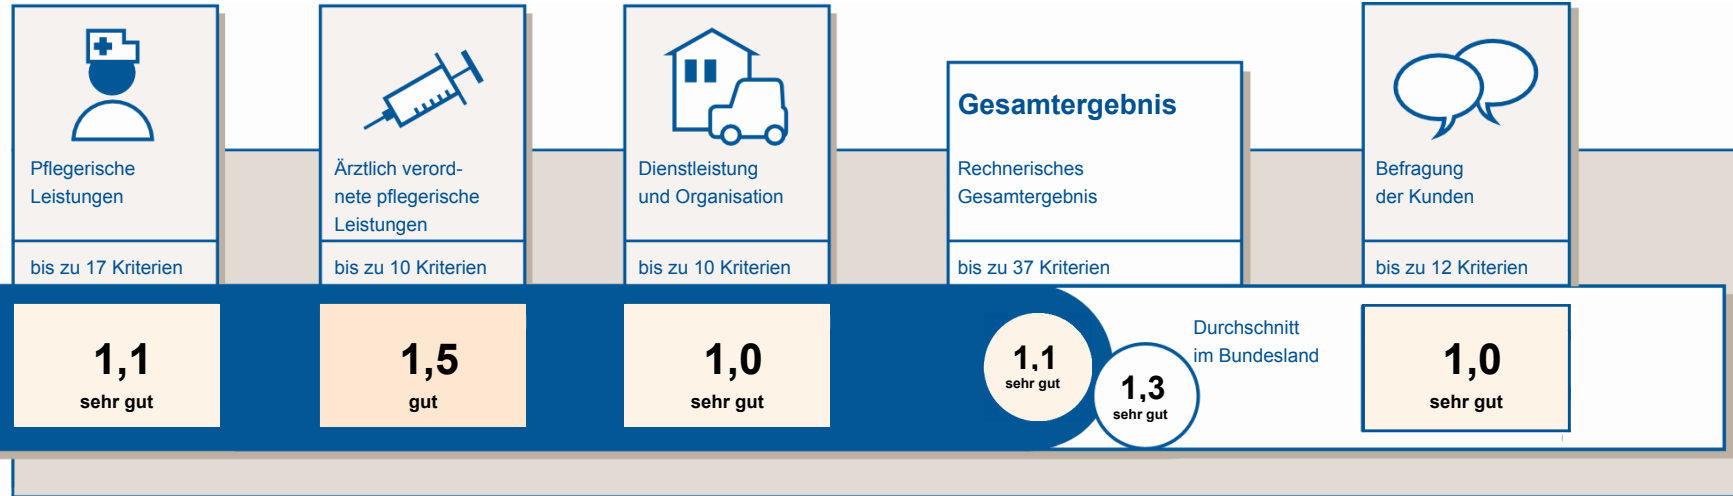 Pflegerische
Leistungen
bis zu 17 Kriterien
1,1
sehr gut
Ärztlich verord-
nete pflegerische
Leistungen
bis zu 10 Kriterien
1,5
gut
Dienstleistung
und Organisation
bis zu 10 Kriterien
1,0
sehr gut
Gesamtergebnis
Rechnerisches
Gesamtergebnis
bis zu 37 Kriterien
1,1
sehr gut
1,3
sehr gut
Durchschnitt
im Bundesland
Befragung
der Kunden
bis zu 12 Kriterien
1,0
sehr gut